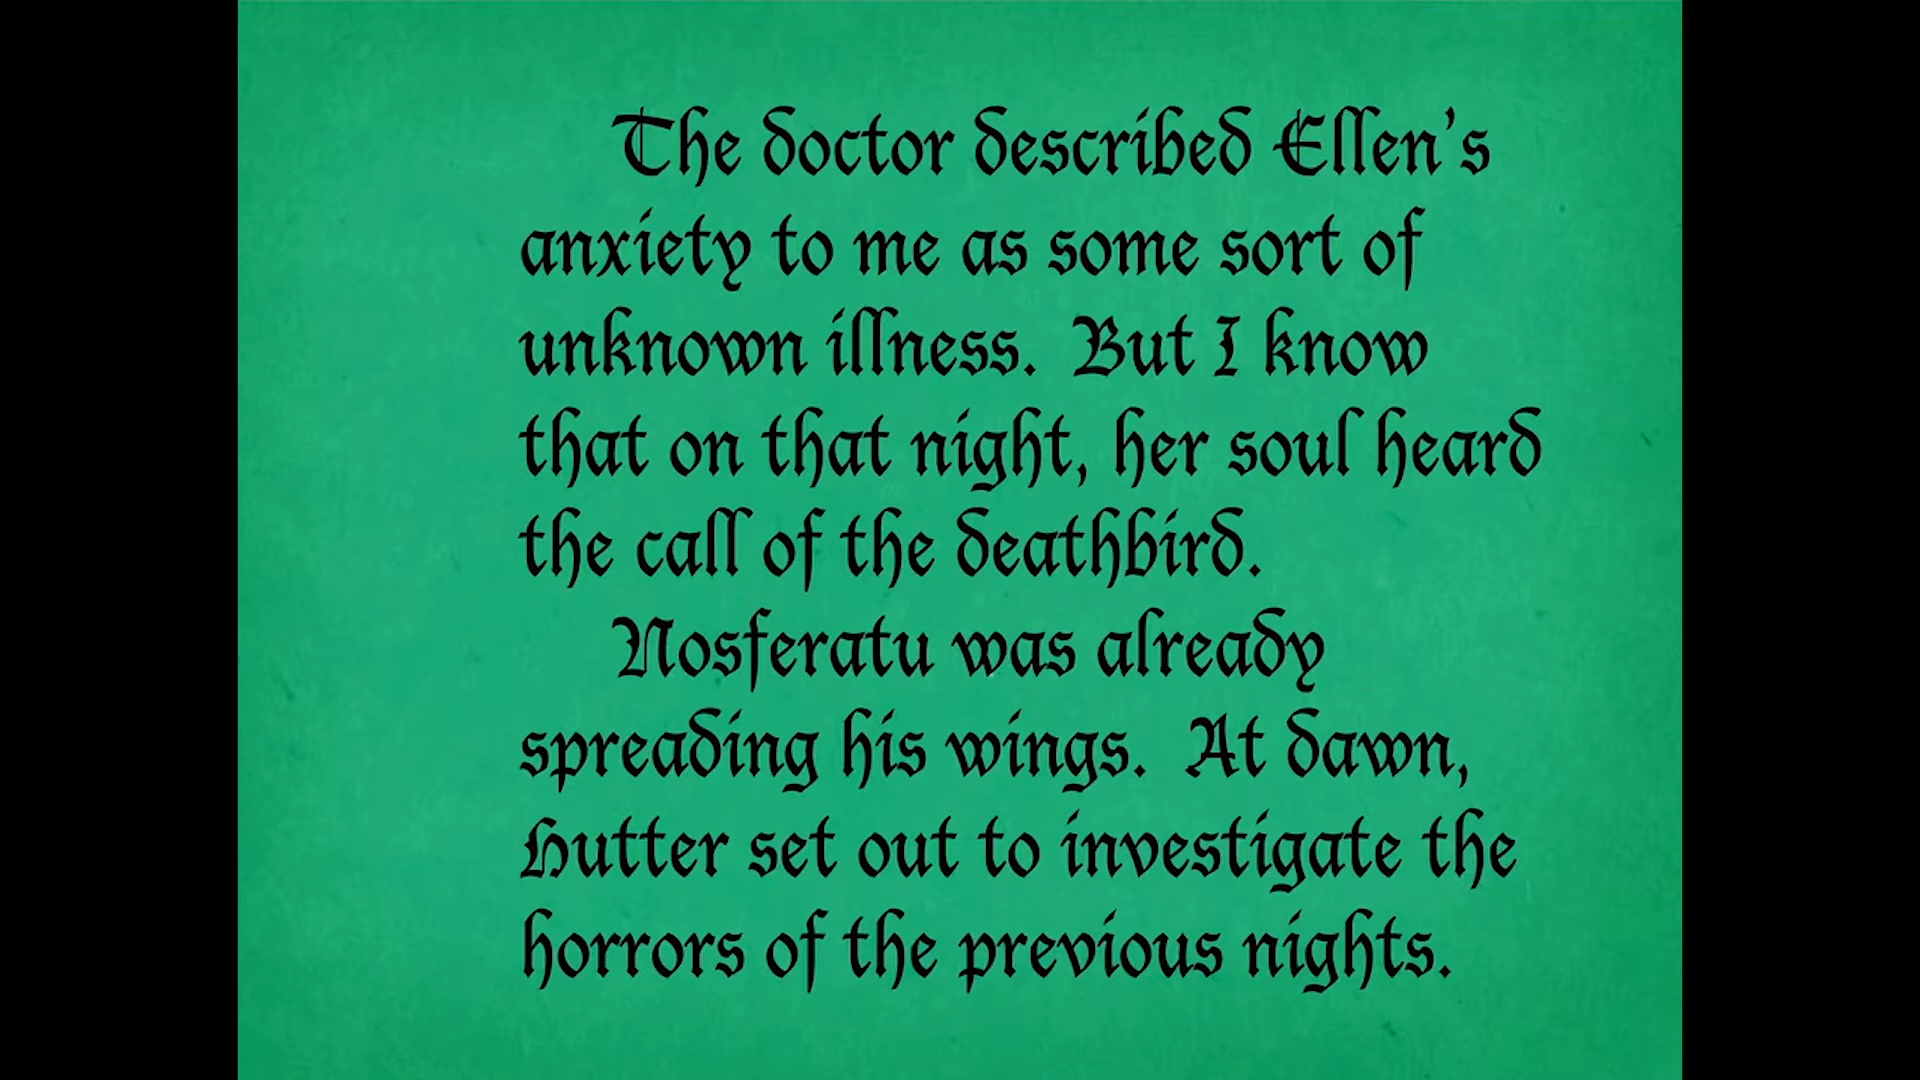 The doctor described Ellen's
anxiety to me as some sort of
unknown illness. But I know
that on that night, her soul heard
the call of the deathbird.
Nosferatu was already
spreading his wings. At dawn,
Hutter set out to investigate the
horrors of the previous nights.